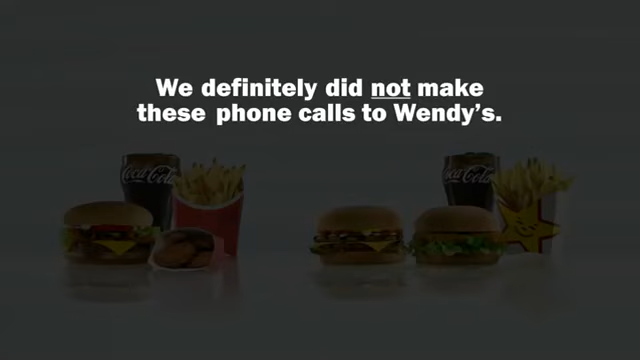 We definitely did not make
these phone calls to Wendy's.
Coca-Cola
Coca-Cola